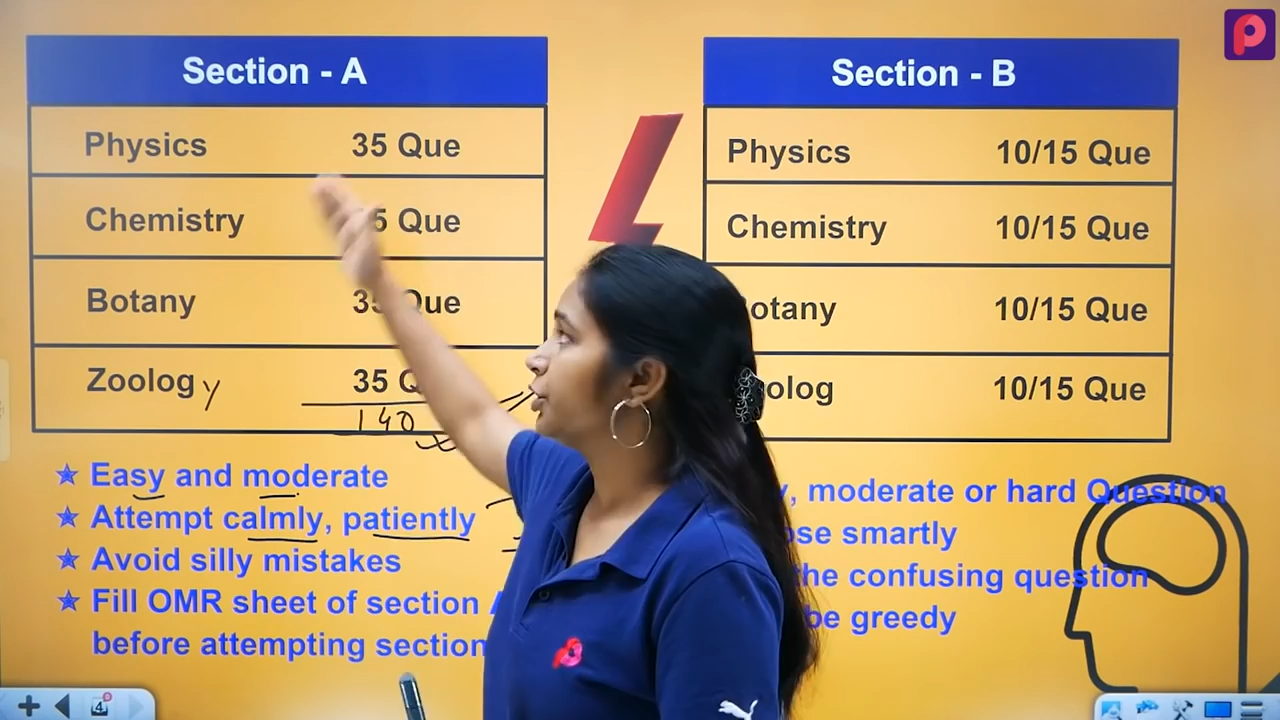 Section - A
Physics 35 Que
Chemistry 5 Que
Botany 35 Que
Zoology 35 Q
140
★ Easy and moderate
★ Attempt calmly, patiently
★ Avoid silly mistakes
★ Fill OMR sheet of section
before attempting section
Section - B
Physics 10/15 Que
Chemistry 10/15 Que
otany 10/15 Que
olog 10/15 Que
, moderate or hard Question
ose smartly
he confusing question
be greedy
4